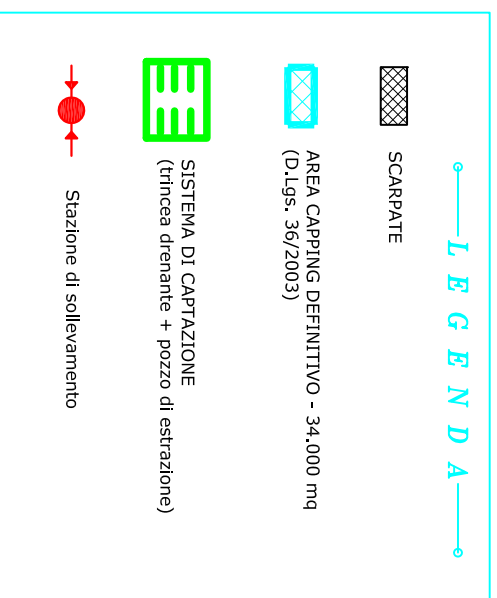 LEGENDA
SCARPATE
AREA CAPPING DEFINITIVO - 34.000 mq
(D.Lgs. 36/2003)
SISTEMA DI CAPTAZIONE
(trincea drenante + pozzo di estrazione)
Stazione di sollevamento